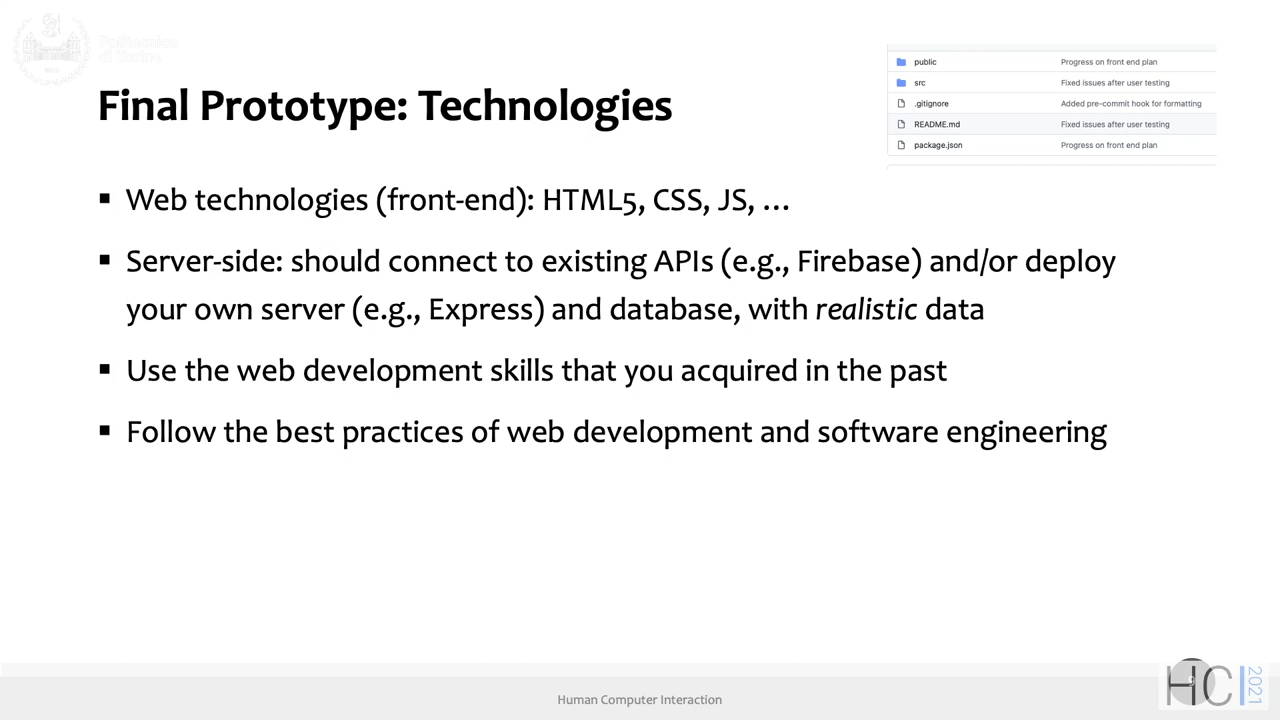 Politecnico
di Torino
public Progress on front end plan
src Fixed issues after user testing
.gitignore Added pre-commit hook for formatting
README.md Fixed issues after user testing
package.json Progress on front end plan
Final Prototype: Technologies
▪ Web technologies (front-end): HTML5, CSS, JS, …
▪ Server-side: should connect to existing APIs (e.g., Firebase) and/or deploy
your own server (e.g., Express) and database, with realistic data
▪ Use the web development skills that you acquired in the past
▪ Follow the best practices of web development and software engineering
Human Computer Interaction
HCI 2021
9